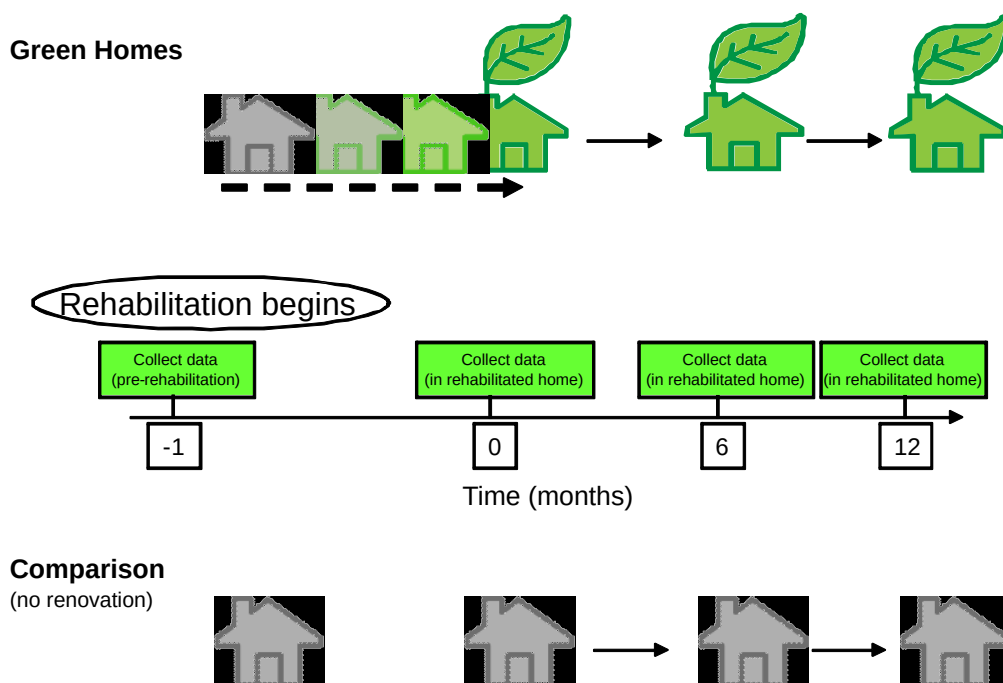 Green Homes
Rehabilitation begins
Collect data
(pre-rehabilitation)
Collect data
(in rehabilitated home)
Collect data
(in rehabilitated home)
Collect data
(in rehabilitated home)
-1
0
6
12
Time (months)
Comparison
(no renovation)